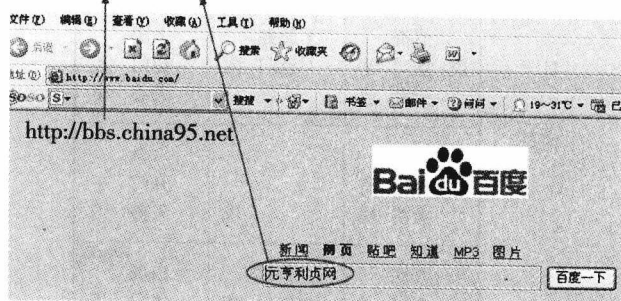 文件(F) 编辑(E) 查看(V) 收藏(A) 工具(T) 帮助(H)
后退 搜索 收藏夹
地址(D) http://www.baidu.com/
SOSO S 搜搜 书签 邮件 问问 19~31℃ 已
http://bbs.china95.net
Bai du 百度
新闻 网页 贴吧 知道 MP3 图片
元亨利贞网 百度一下